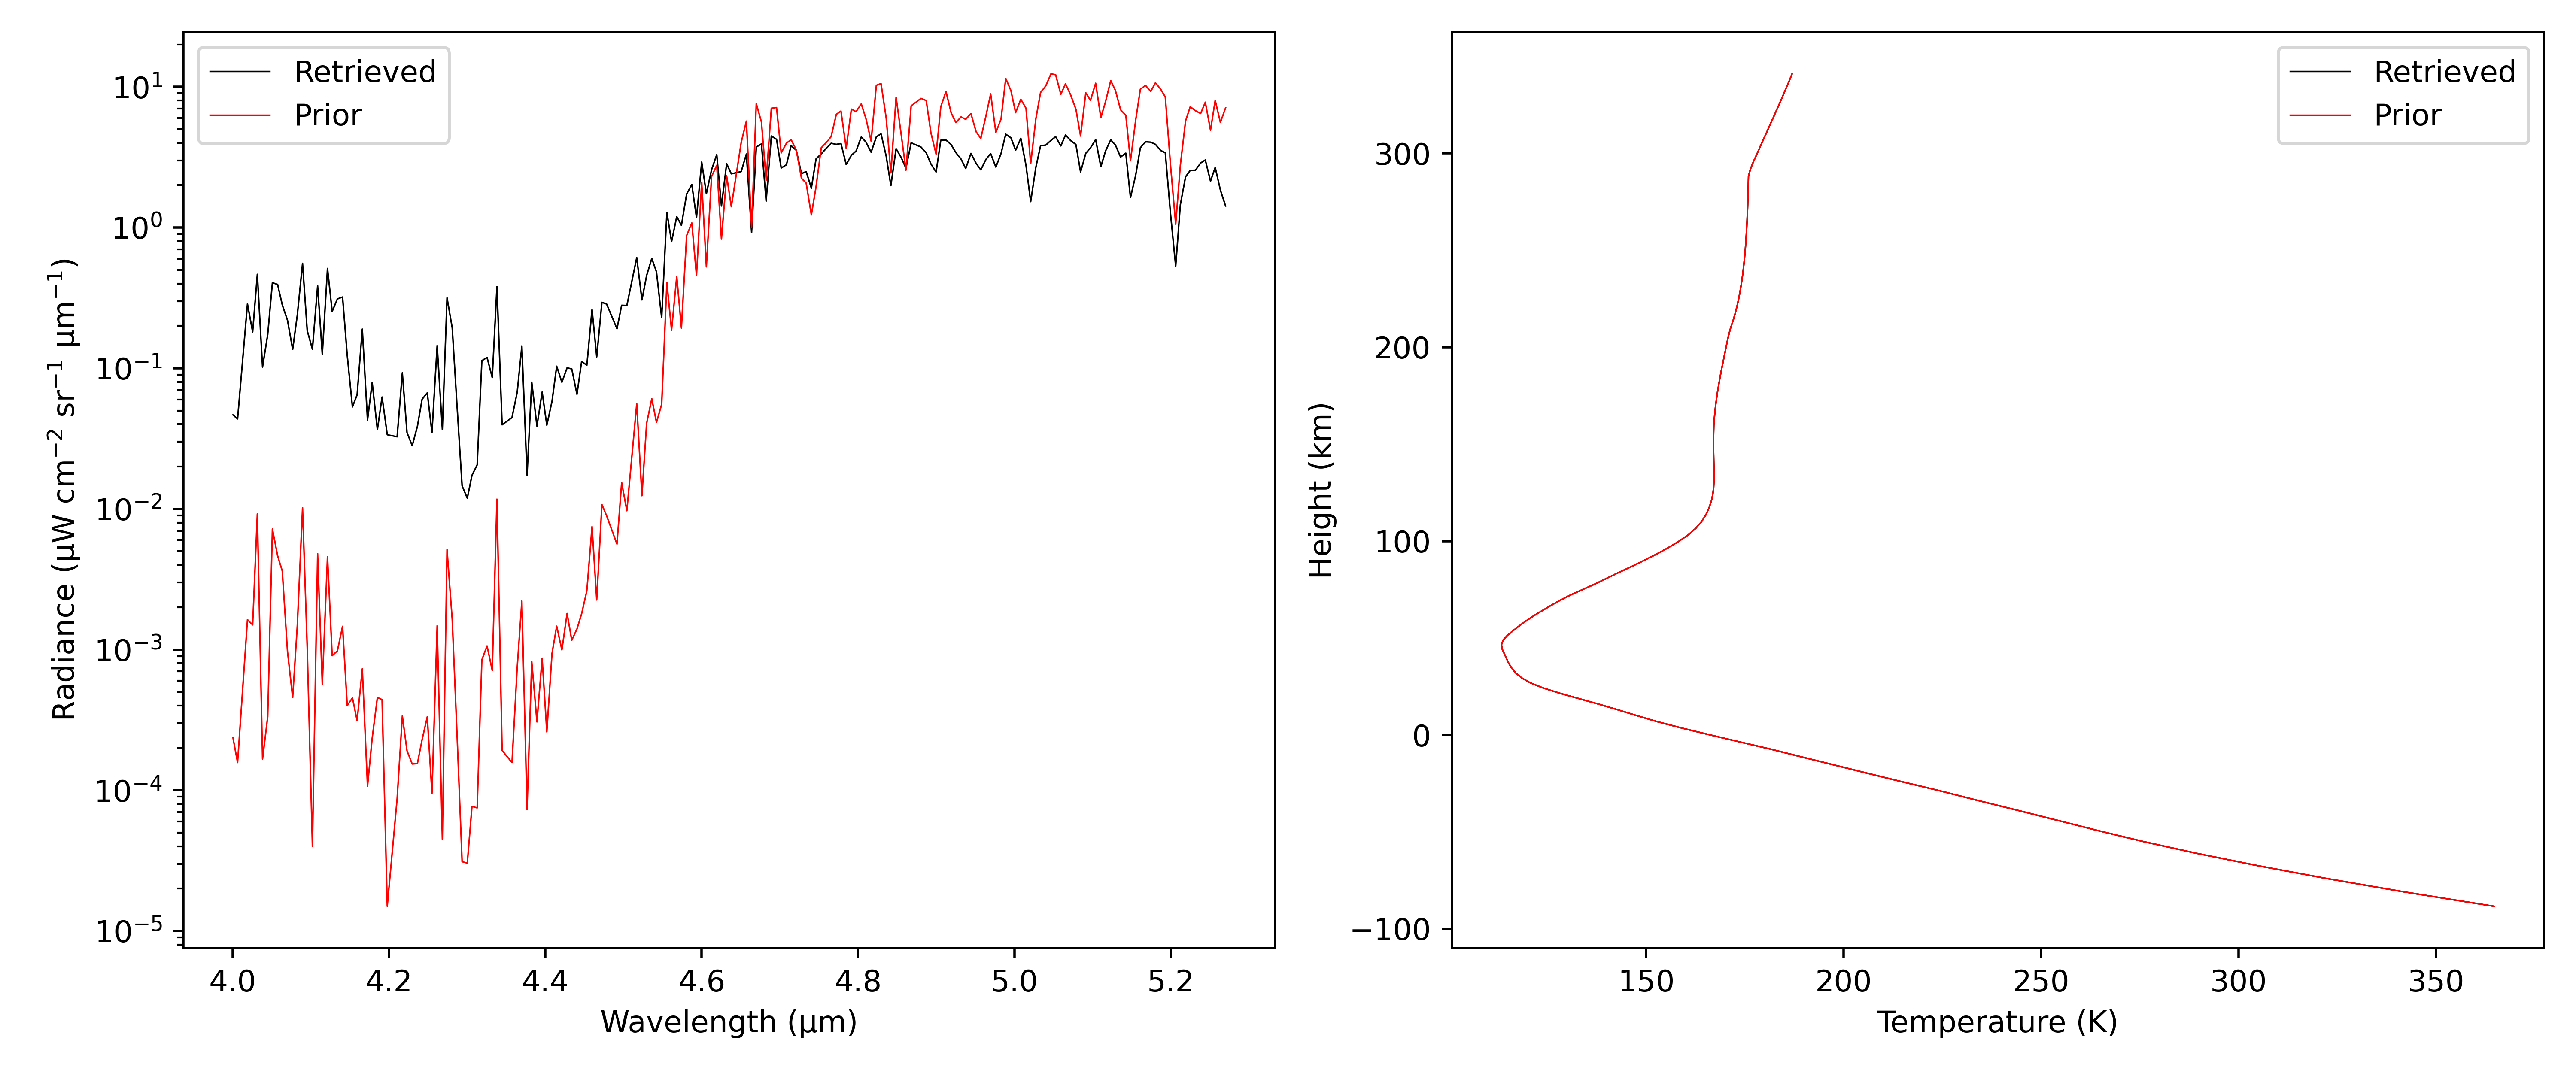 Retrieved
Prior
10¹
10⁰
10⁻¹
10⁻²
10⁻³
10⁻⁴
10⁻⁵
Radiance (μW cm⁻² sr⁻¹ μm⁻¹)
4.0 4.2 4.4 4.6 4.8 5.0 5.2
Wavelength (μm)
Retrieved
Prior
300
200
100
0
−100
Height (km)
150 200 250 300 350
Temperature (K)